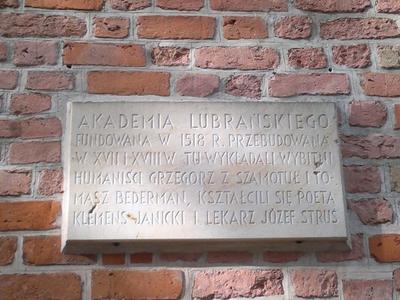 AKADEMIA LUBRAŃSKIEGO
FUNDOWANA W 1518 R. PRZEBUDOWANA
W XVII I XVIII W. TU WYKŁADALI WYBITNI
HUMANIŚCI GRZEGORZ Z SZAMOTUŁ I TO-
MASZ BEDERMAN, KSZTAŁCILI SIĘ POETA
KLEMENS JANICKI I LEKARZ JÓZEF STRUŚ